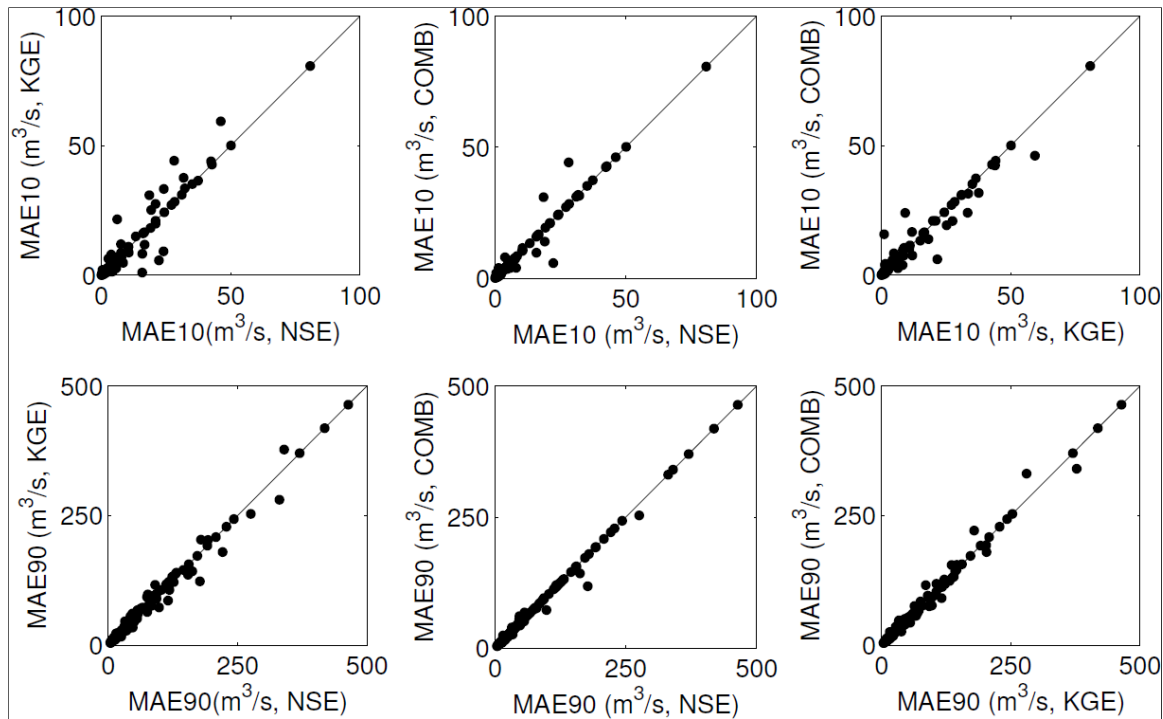 100
50
0
MAE10 (m³/s, KGE)
0 50 100
MAE10(m³/s, NSE)
100
50
0
MAE10 (m³/s, COMB)
0 50 100
MAE10 (m³/s, NSE)
100
50
0
MAE10 (m³/s, COMB)
0 50 100
MAE10 (m³/s, KGE)
500
250
0
MAE90 (m³/s, KGE)
0 250 500
MAE90(m³/s, NSE)
500
250
0
MAE90 (m³/s, COMB)
0 250 500
MAE90 (m³/s, NSE)
500
250
0
MAE90 (m³/s, COMB)
0 250 500
MAE90 (m³/s, KGE)